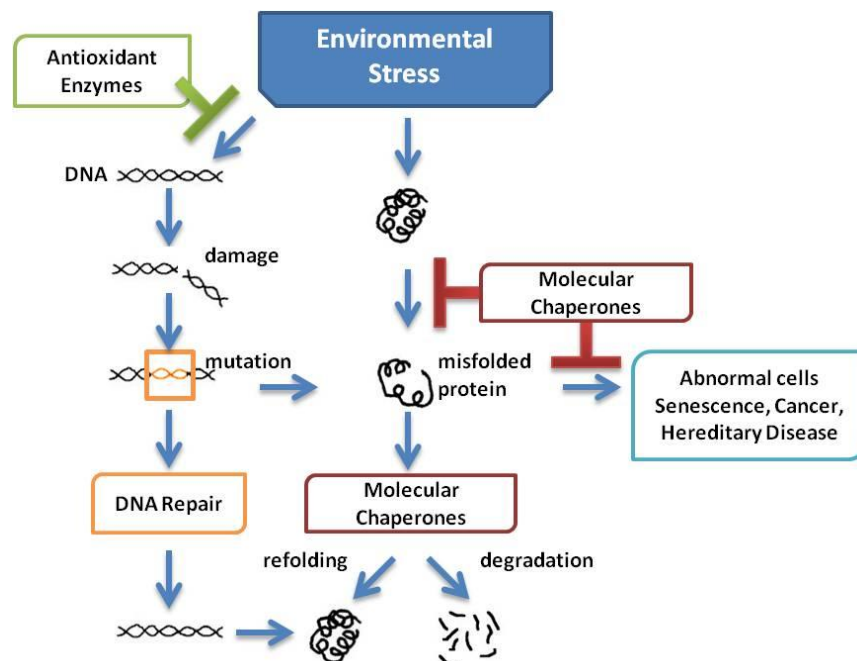 Environmental
Stress
Antioxidant
Enzymes
DNA
damage
Molecular
Chaperones
mutation
misfolded
protein
Abnormal cells
Senescence, Cancer,
Hereditary Disease
DNA Repair
Molecular
Chaperones
refolding
degradation